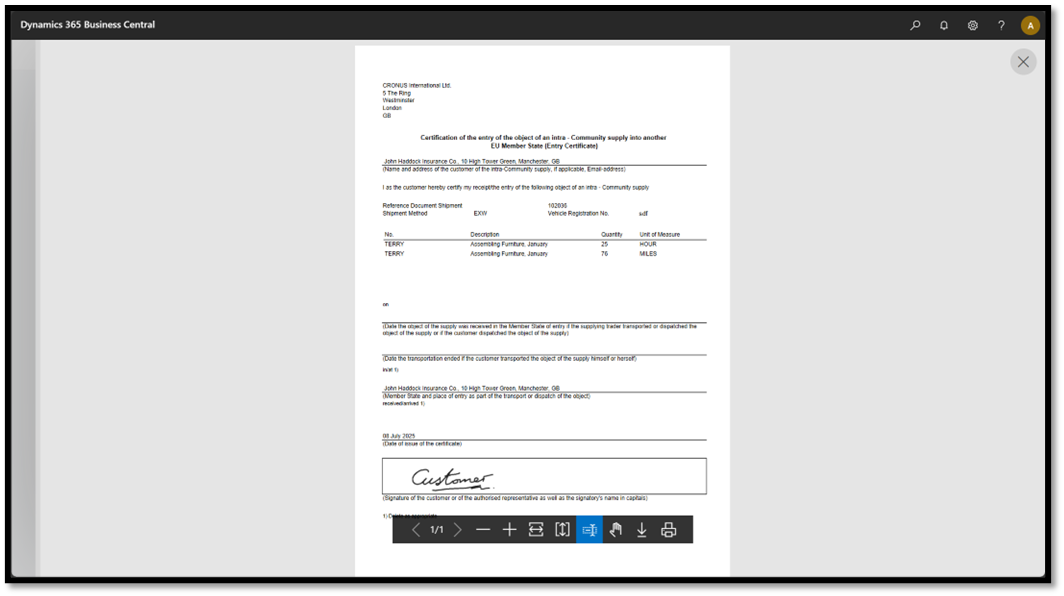 Dynamics 365 Business Central
?
A
CRONUS International Ltd.
5 The Ring
Westminster
London
GB
Certification of the entry of the object of an intra - Community supply into another
EU Member State (Entry Certificate)
John Haddock Insurance Co., 10 High Tower Green, Manchester, GB
(Name and address of the customer of the intra-Community supply, if applicable, Email-address)
I as the customer hereby certify my receipt/the entry of the following object of an intra - Community supply
Reference Document Shipment 102036
Shipment Method EXW Vehicle Registration No. sdf
No. Description Quantity Unit of Measure
TERRY Assembling Furniture, January 25 HOUR
TERRY Assembling Furniture, January 76 MILES
on
(Date the object of the supply was received in the Member State of entry if the supplying trader transported or dispatched the
object of the supply or if the customer dispatched the object of the supply)
(Date the transportation ended if the customer transported the object of the supply himself or herself)
in/at 1)
John Haddock Insurance Co., 10 High Tower Green, Manchester, GB
(Member State and place of entry as part of the transport or dispatch of the object)
received/arrived 1)
08 July 2025
(Date of issue of the certificate)
Customer
(Signature of the customer or of the authorised representative as well as the signatory's name in capitals)
1)
1/1